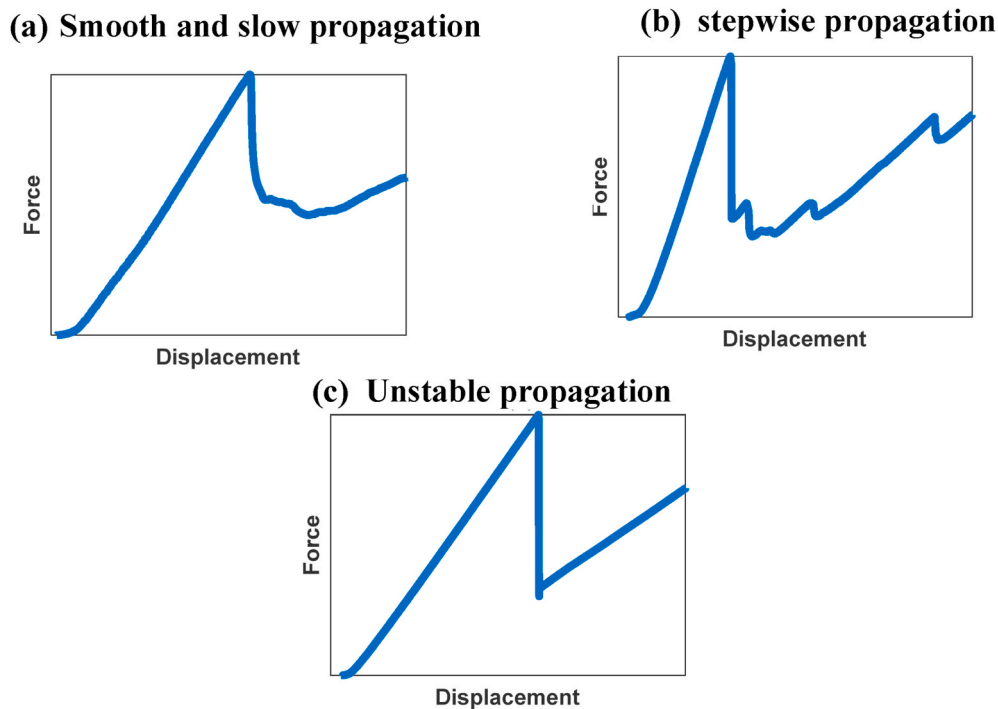 (a) Smooth and slow propagation
Force
Displacement
(b) stepwise propagation
Force
Displacement
(c) Unstable propagation
Force
Displacement